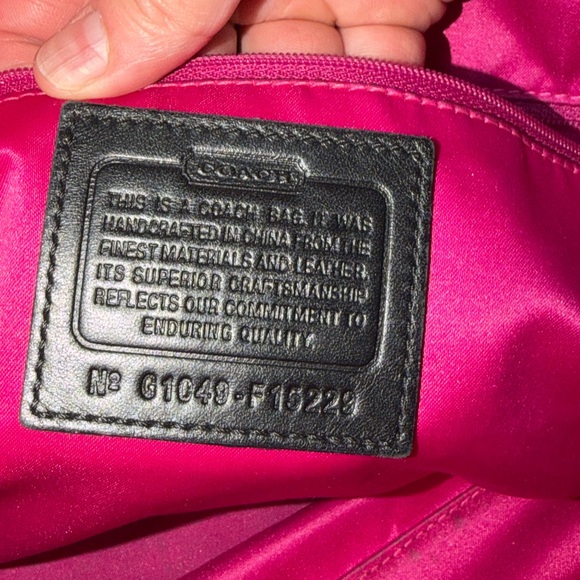 COACH
THIS IS A COACH BAG. IT WAS
HANDCRAFTED IN CHINA FROM THE
FINEST MATERIALS AND LEATHER.
ITS SUPERIOR CRAFTSMANSHIP
REFLECTS OUR COMMITMENT TO
ENDURING QUALITY.
Nº G1049-F15229